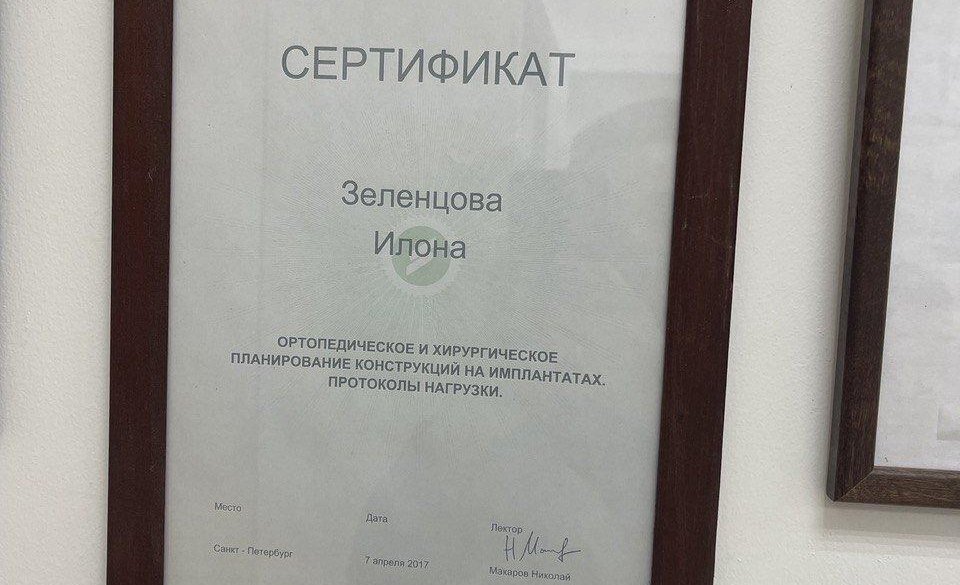 СЕРТИФИКАТ
Зеленцова
Илона
ОРТОПЕДИЧЕСКОЕ И ХИРУРГИЧЕСКОЕ
ПЛАНИРОВАНИЕ КОНСТРУКЦИЙ НА ИМПЛАНТАТАХ.
ПРОТОКОЛЫ НАГРУЗКИ.
Место
Дата
Лектор
Санкт - Петербург
7 апреля 2017
Макаров Николай